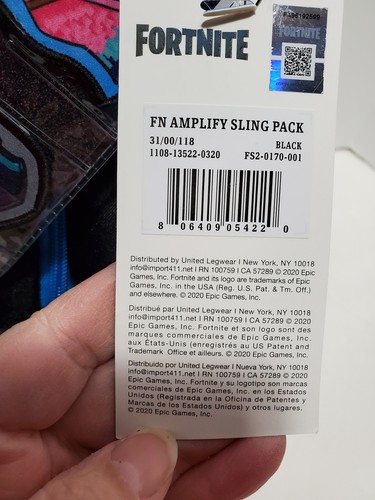 FORTNITE
FORTNITE
FN AMPLIFY SLING PACK
31/00/118 BLACK
1108-13522-0320 FS2-0170-001
8 06409 05422 0
Distributed by United Legwear I New York, NY 10018
info@import411.net I RN 100759 I CA 57289 © 2020 Epic
Games, Inc. Fortnite and its logo are trademarks of Epic
Games, Inc. in the USA (Reg. U.S. Pat. & Tm. Off.)
and elsewhere. © 2020 Epic Games, Inc.
Distribué par United Legwear I New York, NY 10018
info@import411.net I RN 100759 I CA 57289 © 2020 Epic
Games, Inc. Fortnite et son logo sont des
marques commerciales de Epic Games, Inc.
aux États-Unis (enregistrés au US Patent and
Trademark Office et ailleurs. © 2020 Epic Games, Inc.
Distribuido por United Legwear I Nueva York, NY 10018
info@import411.net I RN 100759 I CA 57289 © 2020 Epic
Games, Inc. Fortnite y su logotipo son marcas
comerciales de Epic Games, Inc. en los Estados
Unidos (Registrada en la Oficina de Patentes y
Marcas de los Estados Unidos) y otros lugares.
© 2020 Epic Games, Inc.